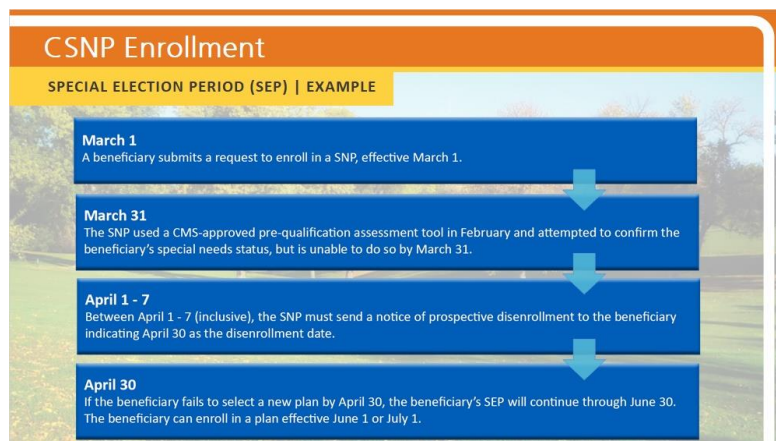 CSNP Enrollment
SPECIAL ELECTION PERIOD (SEP) | EXAMPLE
March 1
A beneficiary submits a request to enroll in a SNP, effective March 1.
March 31
The SNP used a CMS-approved pre-qualification assessment tool in February and attempted to confirm the
beneficiary's special needs status, but is unable to do so by March 31.
April 1 - 7
Between April 1 - 7 (inclusive), the SNP must send a notice of prospective disenrollment to the beneficiary
indicating April 30 as the disenrollment date.
April 30
If the beneficiary fails to select a new plan by April 30, the beneficiary's SEP will continue through June 30.
The beneficiary can enroll in a plan effective June 1 or July 1.